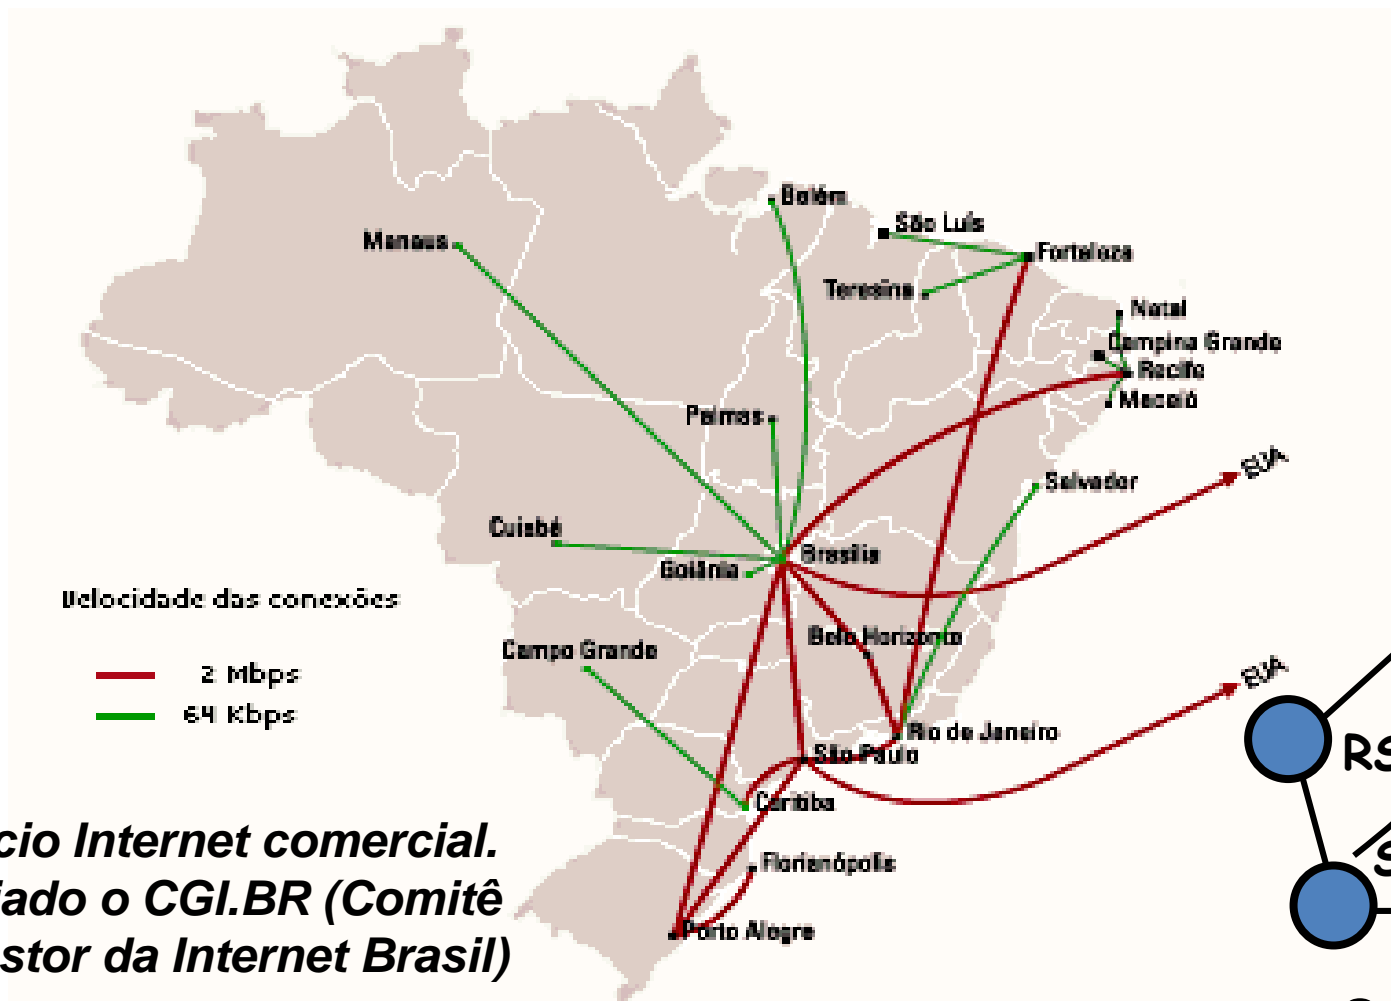 Belém
São Luís
Manaus
Fortaleza
Teresina
Natal
Campina Grande
Recife
Maceió
Palmas
EUA
Salvador
Cuiabé
Brasília
Goiânia
Velocidade das conexões
Belo Horizonte
Campo Grande
2 Mbps
EUA
64 Kbps
Rio de Janeiro
São Paulo
RS
Curitiba
cio Internet comercial.
Florianópolis
S
iado o CGI.BR (Comitê
Porto Alegre
stor da Internet Brasil)